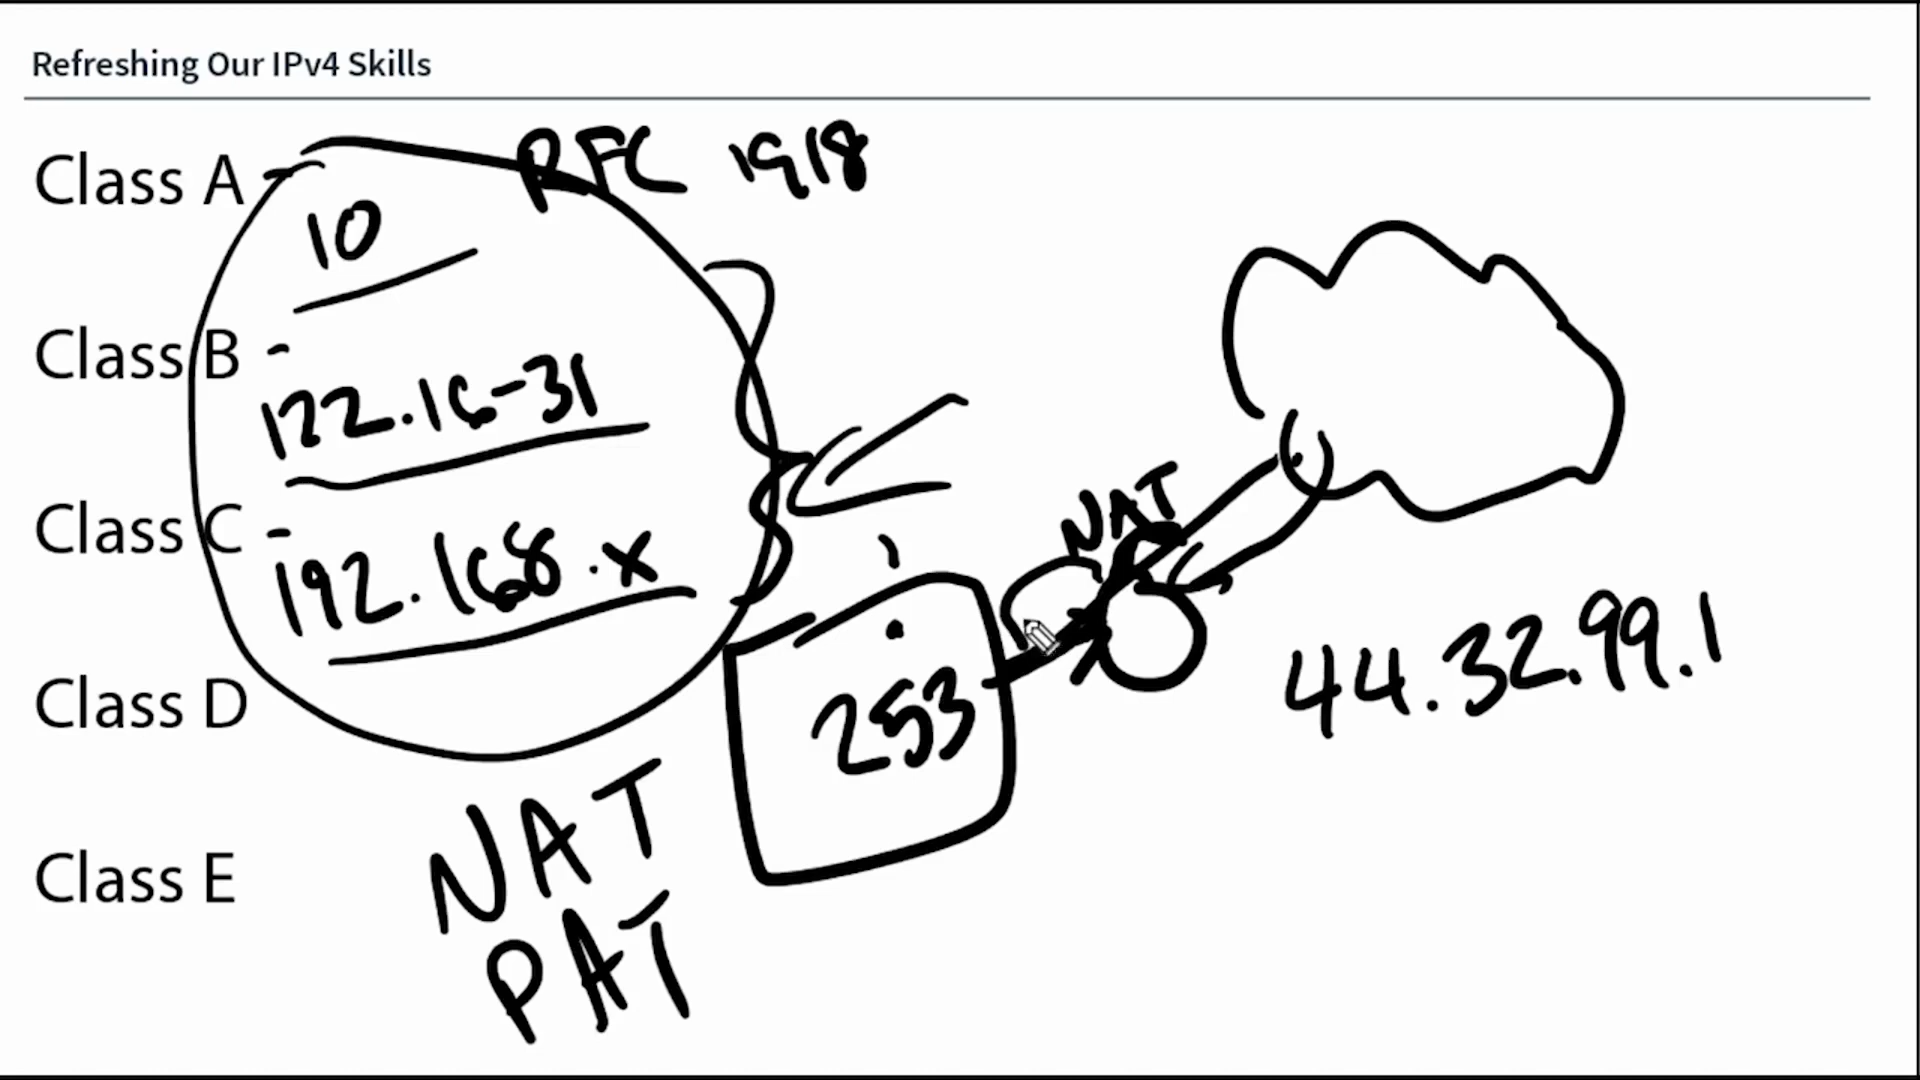 Refreshing Our IPv4 Skills
Class A - RFC 1918
10
Class B -
172.16-31
Class C -
192.168.x
NAT
253
44.32.99.1
Class D
NAT
Class E
PAT